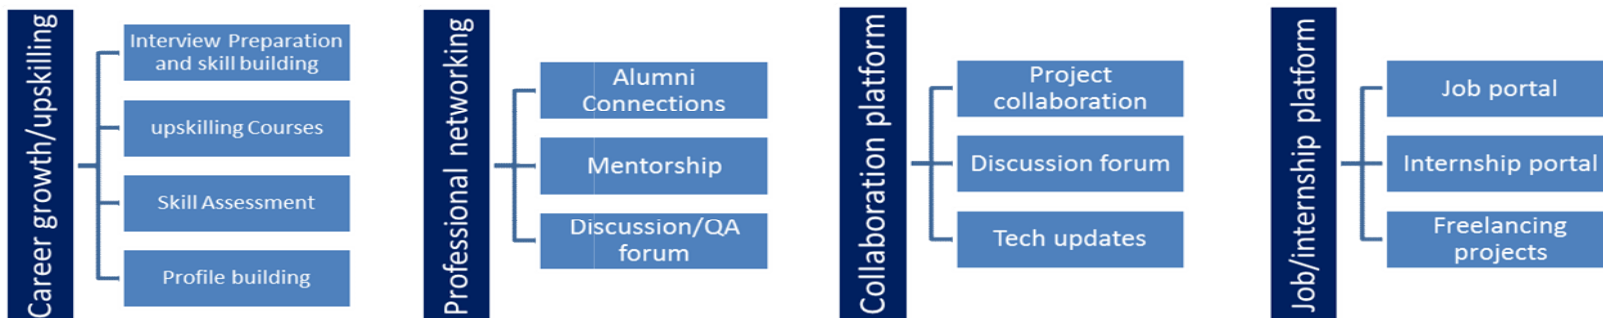 Career growth/upskilling
Interview Preparation
and skill building
upskilling Courses
Skill Assessment
Profile building
Professional networking
Alumni
Connections
Mentorship
Discussion/QA
forum
Collaboration platform
Project
collaboration
Discussion forum
Tech updates
Job/internship platform
Job portal
Internship portal
Freelancing
projects